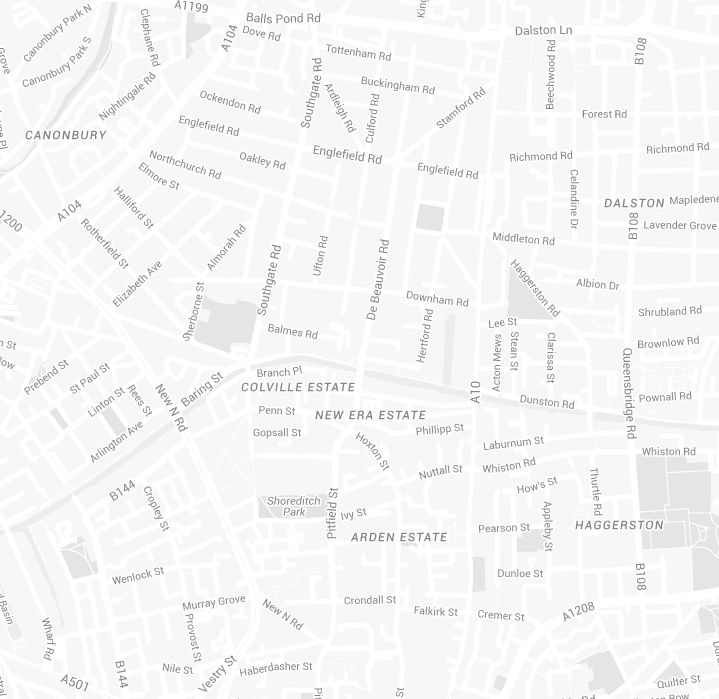 Canonbury Park N
Clephane Rd
A1199
A104
Balls Pond Rd
Dove Rd
Dalston Ln
B108
Canonbury Park S
Nightingale Rd
Tottenham Rd
Southgate Rd
Buckingham Rd
Beechwood Rd
Ockendon Rd
Ardleigh Rd
Culford Rd
Stamford Rd
Forest Rd
CANONBURY
Englefield Rd
Englefield Rd
Richmond Rd
Richmond Rd
Northchurch Rd
Oakley Rd
Elmore St
Englefield Rd
Celandine Dr
Halliford St
A104
DALSTON
B108
Lavender Grove
Rotherfield St
Almorah Rd
Ufton Rd
De Beauvoir Rd
Middleton Rd
Elizabeth Ave
Southgate Rd
Haggerston Rd
Albion Dr
Sherborne St
Downham Rd
Shrubland Rd
Balmes Rd
Hertford Rd
Lee St
Acton Mews
Stean St
Clarissa St
Brownlow Rd
Queensbridge Rd
Prebend St
St Paul St
Branch Pl
COLVILLE ESTATE
Baring St
New N Rd
Linton St
Rees St
A10
Dunston Rd
Pownall Rd
Penn St
NEW ERA ESTATE
Gopsall St
Phillipp St
Arlington Ave
Hoxton St
Laburnum St
Whiston Rd
Nuttall St
Whiston Rd
How's St
Thurtle Rd
B144
Cropley St
Shoreditch
Park
Pitfield St
Ivy St
Appleby St
ARDEN ESTATE
Pearson St
HAGGERSTON
Wenlock St
Dunloe St
B108
Murray Grove
New N Rd
Crondall St
Falkirk St
Cremer St
A1208
Wharf Rd
Provost St
A501
B144
Nile St
Vestry St
Haberdasher St
Quilter St